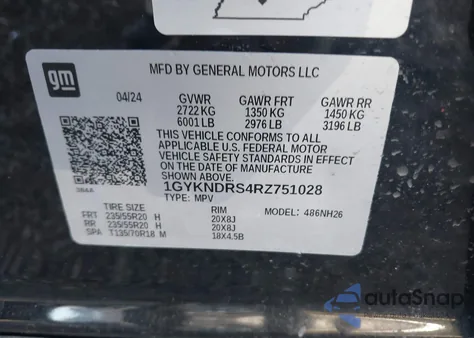 gm
MFD BY GENERAL MOTORS LLC
04/24 GVWR GAWR FRT GAWR RR
2722 KG 1350 KG 1450 KG
6001 LB 2976 LB 3196 LB
THIS VEHICLE CONFORMS TO ALL
APPLICABLE U.S. FEDERAL MOTOR
VEHICLE SAFETY STANDARDS IN EFFECT
ON THE DATE OF MANUFACTURE
SHOWN ABOVE.
1GYKNDRS4RZ751028
TYPE: MPV MODEL: 486NH26
TIRE SIZE RIM
FRT 235/55R20 H 20X8J
RR 235/55R20 H 20X8J
SPA T135/70R18 M 18X4.5B
autoSnap